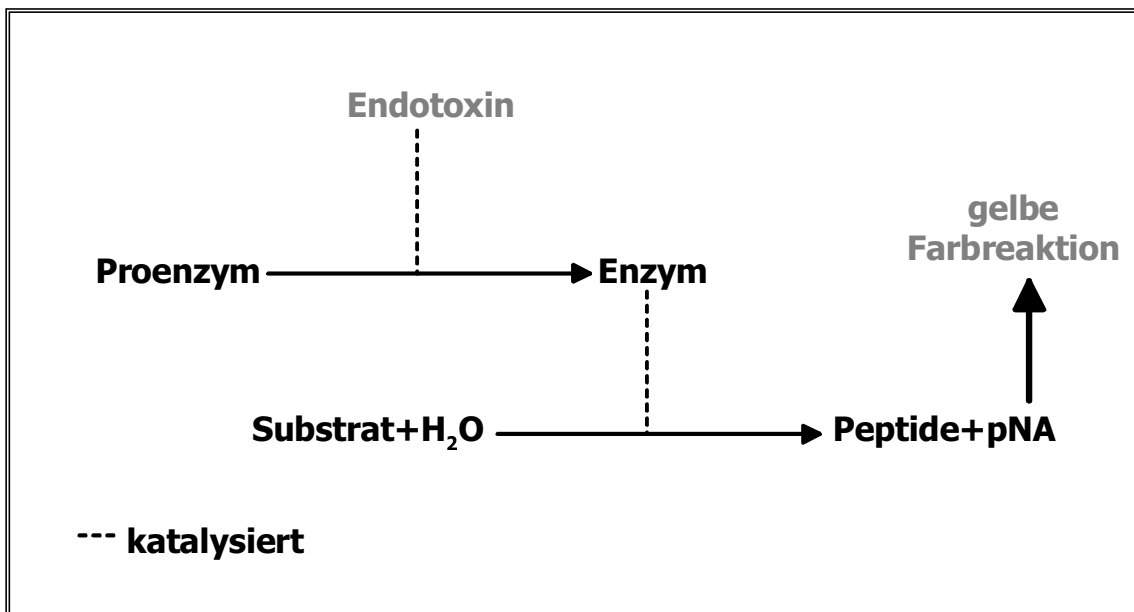 Endotoxin
gelbe
Farbreaktion
Proenzym
Enzym
Substrat+H₂O
Peptide+pNA
--- katalysiert